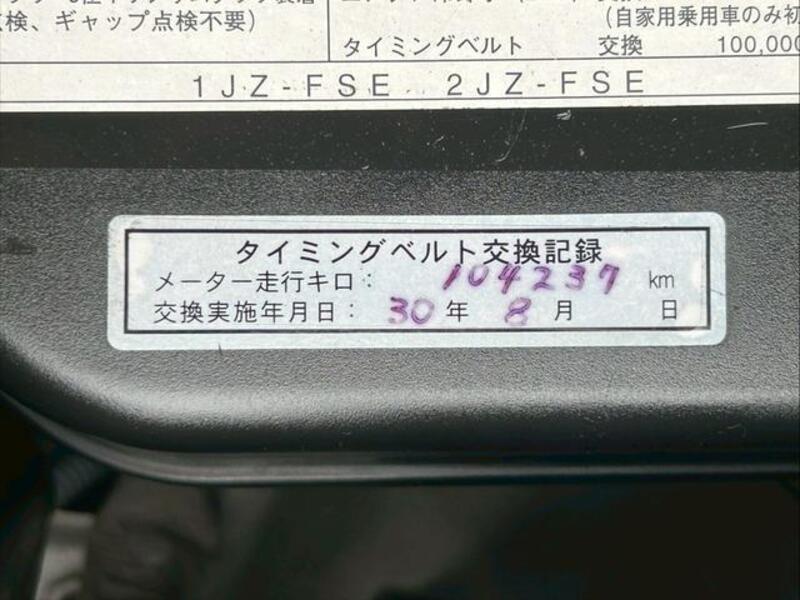 点検、ギャップ点検不要)
(自家用乗用車のみ初
タイミングベルト 交換 100,000
1JZ-FSE 2JZ-FSE
タイミングベルト交換記録
メーター走行キロ: 104237 km
交換実施年月日: 30年 8月 日